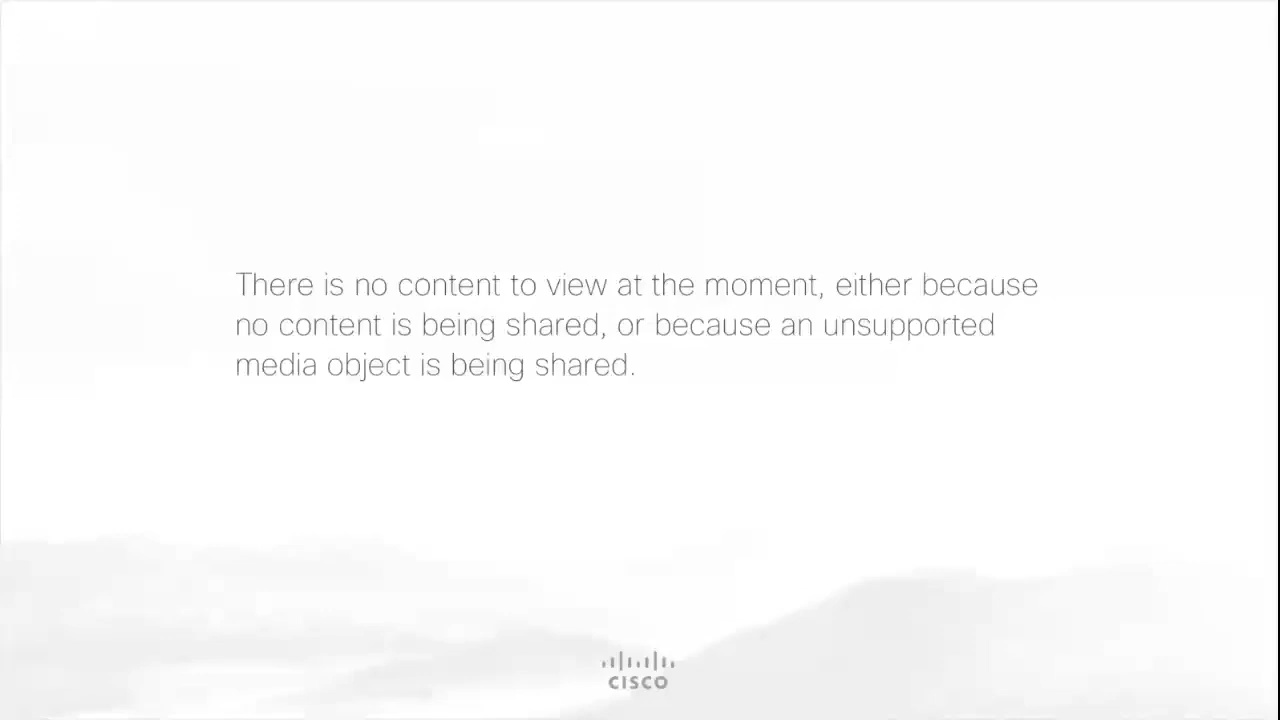 There is no content to view at the moment, either because
no content is being shared, or because an unsupported
media object is being shared.
CISCO